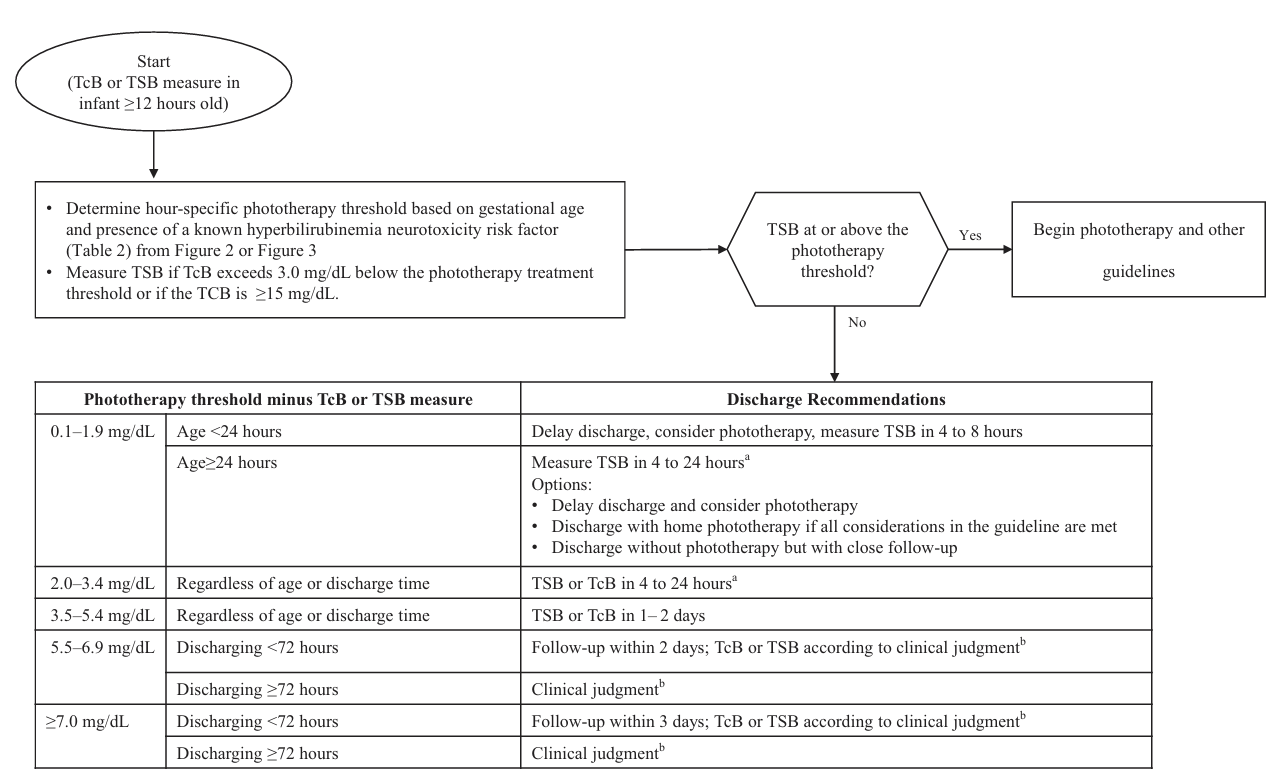 Start
(TcB or TSB measure in
infant ≥12 hours old)
• Determine hour-specific phototherapy threshold based on gestational age
and presence of a known hyperbilirubinemia neurotoxicity risk factor
(Table 2) from Figure 2 or Figure 3
• Measure TSB if TcB exceeds 3.0 mg/dL below the phototherapy treatment
threshold or if the TCB is ≥15 mg/dL.
TSB at or above the
phototherapy
threshold?
Yes
Begin phototherapy and other
guidelines
No
Phototherapy threshold minus TcB or TSB measure
Discharge Recommendations
0.1–1.9 mg/dL
Age <24 hours
Delay discharge, consider phototherapy, measure TSB in 4 to 8 hours
Age≥24 hours
Measure TSB in 4 to 24 hoursᵃ
Options:
• Delay discharge and consider phototherapy
• Discharge with home phototherapy if all considerations in the guideline are met
• Discharge without phototherapy but with close follow-up
2.0–3.4 mg/dL
Regardless of age or discharge time
TSB or TcB in 4 to 24 hoursᵃ
3.5–5.4 mg/dL
Regardless of age or discharge time
TSB or TcB in 1–2 days
5.5–6.9 mg/dL
Discharging <72 hours
Follow-up within 2 days; TcB or TSB according to clinical judgmentᵇ
Discharging ≥72 hours
Clinical judgmentᵇ
≥7.0 mg/dL
Discharging <72 hours
Follow-up within 3 days; TcB or TSB according to clinical judgmentᵇ
Discharging ≥72 hours
Clinical judgmentᵇ